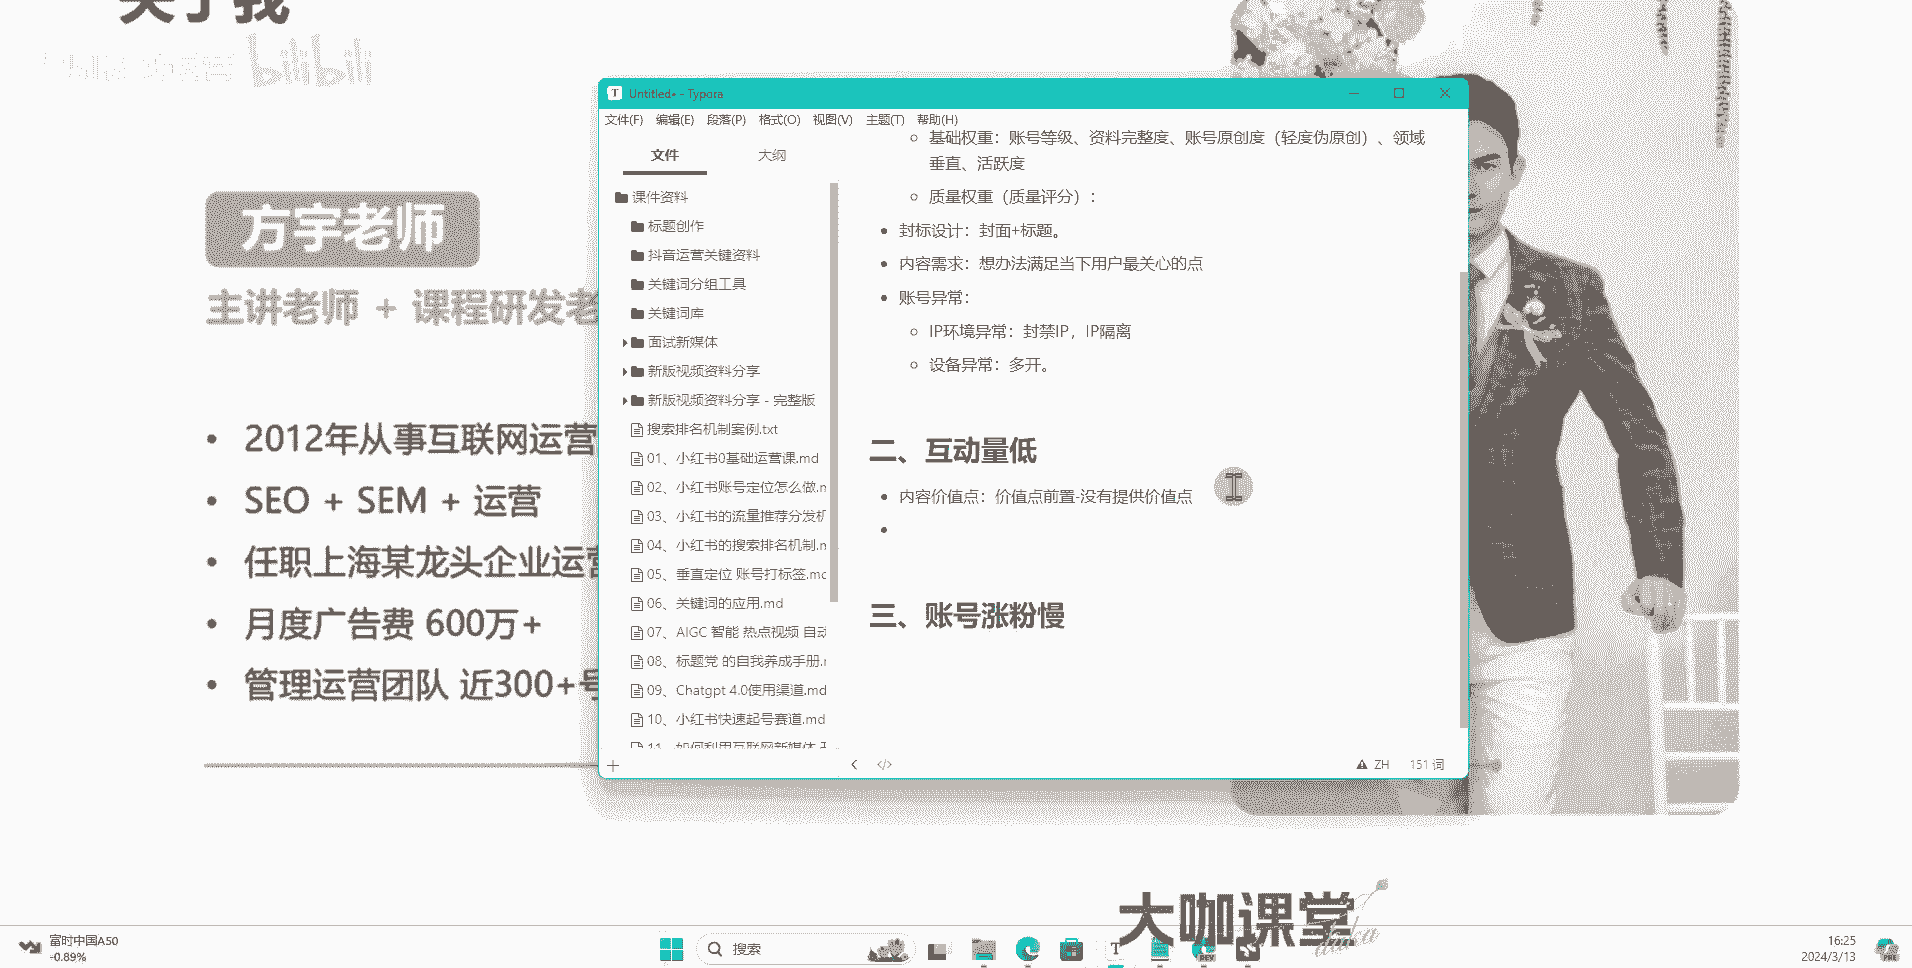 关于我
bilibili
方宇老师
主讲老师 + 课程研发老
2012年从事互联网运营
SEO + SEM + 运营
任职上海某龙头企业运营
月度广告费 600万+
管理运营团队 近300+号
Untitled• - Typora
文件(F) 编辑(E) 段落(P) 格式(O) 视图(V) 主题(T) 帮助(H)
文件 大纲
课件资料
标题创作
抖音运营关键资料
关键词分组工具
关键词库
面试新媒体
新版视频资料分享
新版视频资料分享 - 完整版
搜索排名机制案例.txt
01、小红书0基础运营课.md
02、小红书账号定位怎么做.m
03、小红书的流量推荐分发机
04、小红书的搜索排名机制.m
05、垂直定位 账号打标签.md
06、关键词的应用.md
07、AIGC 智能 热点视频 自动
08、标题党 的自我养成手册.m
09、Chatgpt 4.0使用渠道.md
10、小红书快速起号赛道.md
11、如何利用互联网新媒体
基础权重：账号等级、资料完整度、账号原创度（轻度伪原创）、领域
垂直、活跃度
质量权重（质量评分）：
封标设计：封面+标题。
内容需求：想办法满足当下用户最关心的点
账号异常：
IP环境异常：封禁IP，IP隔离
设备异常：多开。
二、互动量低
内容价值点：价值点前置-没有提供价值点
三、账号涨粉慢
ZH 151 词
大咖课堂
daka
富时中国A50
-0.89%
搜索
16:25
2024/3/13